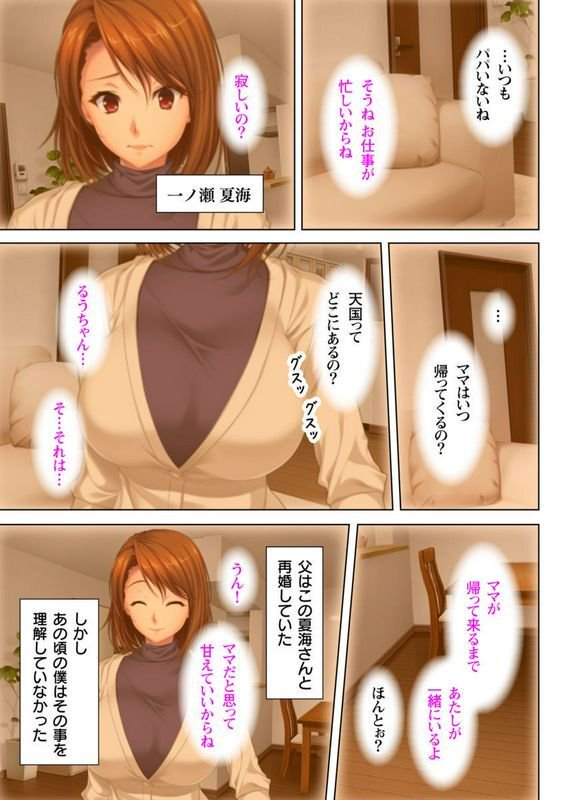 …いつも
パパいないね
そうね お仕事が
忙しいからね
寂しいの？
一ノ瀬 夏海
…
ママはいつ
帰ってくるの？
天国って
どこにあるの？
グスッ
グスッ
るうちゃん…
そ…それは…
ママが
帰って来るまで
あたしが
一緒にいるよ
ほんとぉ？
父はこの夏海さんと
再婚していた
うん！
ママだと思って
甘えていいからね
しかし
あの頃の僕はその事を
理解していなかった